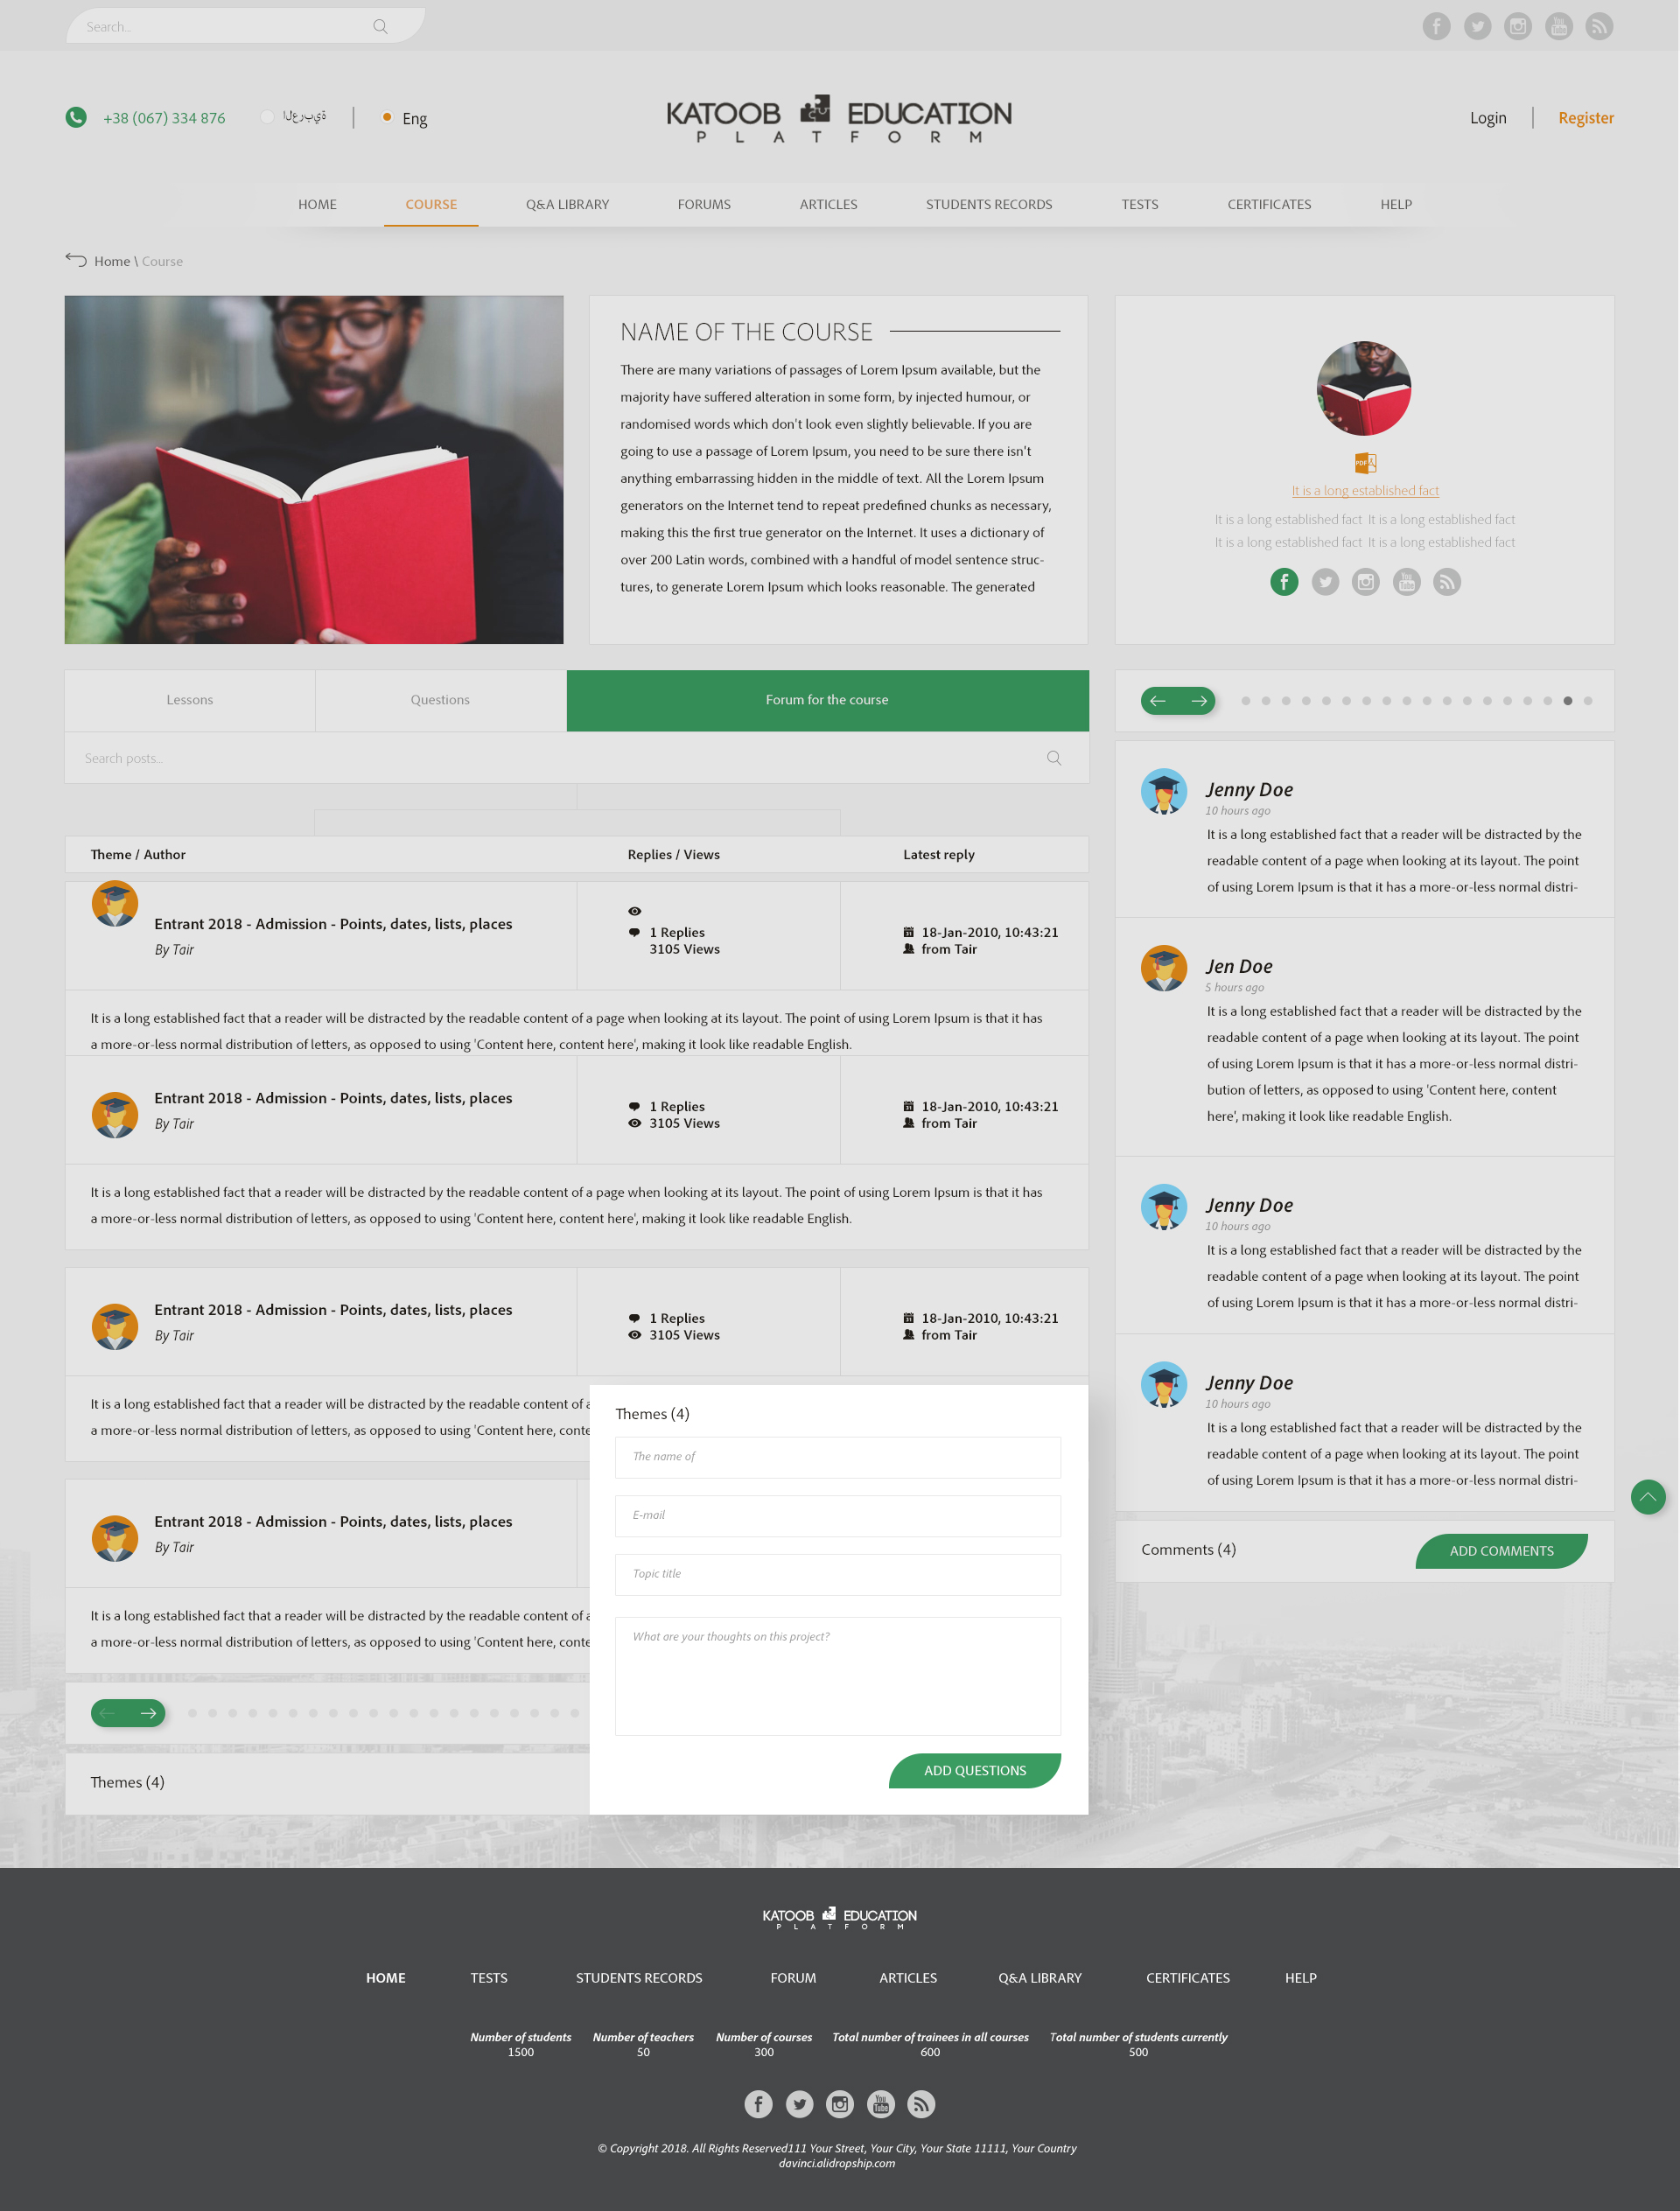 Search...
+38 (067) 334 876
العربية
Eng
KATOOB EDUCATION
PLATFORM
Login
Register
HOME
COURSE
Q&A LIBRARY
FORUMS
ARTICLES
STUDENTS RECORDS
TESTS
CERTIFICATES
HELP
Home \ Course
NAME OF THE COURSE
There are many variations of passages of Lorem Ipsum available, but the
majority have suffered alteration in some form, by injected humour, or
randomised words which don't look even slightly believable. If you are
going to use a passage of Lorem Ipsum, you need to be sure there isn't
anything embarrassing hidden in the middle of text. All the Lorem Ipsum
generators on the Internet tend to repeat predefined chunks as necessary,
making this the first true generator on the Internet. It uses a dictionary of
over 200 Latin words, combined with a handful of model sentence struc-
tures, to generate Lorem Ipsum which looks reasonable. The generated
PDF
It is a long established fact
It is a long established fact It is a long established fact
It is a long established fact It is a long established fact
Lessons
Questions
Forum for the course
Search posts...
Theme / Author
Replies / Views
Latest reply
Entrant 2018 - Admission - Points, dates, lists, places
By Tair
1 Replies
3105 Views
18-Jan-2010, 10:43:21
from Tair
It is a long established fact that a reader will be distracted by the readable content of a page when looking at its layout. The point of using Lorem Ipsum is that it has
a more-or-less normal distribution of letters, as opposed to using 'Content here, content here', making it look like readable English.
Entrant 2018 - Admission - Points, dates, lists, places
By Tair
1 Replies
3105 Views
18-Jan-2010, 10:43:21
from Tair
It is a long established fact that a reader will be distracted by the readable content of a page when looking at its layout. The point of using Lorem Ipsum is that it has
a more-or-less normal distribution of letters, as opposed to using 'Content here, content here', making it look like readable English.
Entrant 2018 - Admission - Points, dates, lists, places
By Tair
1 Replies
3105 Views
18-Jan-2010, 10:43:21
from Tair
It is a long established fact that a reader will be distracted by the readable content of a
a more-or-less normal distribution of letters, as opposed to using 'Content here, conte
Entrant 2018 - Admission - Points, dates, lists, places
By Tair
It is a long established fact that a reader will be distracted by the readable content of a
a more-or-less normal distribution of letters, as opposed to using 'Content here, conte
Themes (4)
Themes (4)
The name of
E-mail
Topic title
What are your thoughts on this project?
ADD QUESTIONS
Jenny Doe
10 hours ago
It is a long established fact that a reader will be distracted by the
readable content of a page when looking at its layout. The point
of using Lorem Ipsum is that it has a more-or-less normal distri-
Jen Doe
5 hours ago
It is a long established fact that a reader will be distracted by the
readable content of a page when looking at its layout. The point
of using Lorem Ipsum is that it has a more-or-less normal distri-
bution of letters, as opposed to using 'Content here, content
here', making it look like readable English.
Jenny Doe
10 hours ago
It is a long established fact that a reader will be distracted by the
readable content of a page when looking at its layout. The point
of using Lorem Ipsum is that it has a more-or-less normal distri-
Jenny Doe
10 hours ago
It is a long established fact that a reader will be distracted by the
readable content of a page when looking at its layout. The point
of using Lorem Ipsum is that it has a more-or-less normal distri-
Comments (4)
ADD COMMENTS
KATOOB EDUCATION
PLATFORM
HOME
TESTS
STUDENTS RECORDS
FORUM
ARTICLES
Q&A LIBRARY
CERTIFICATES
HELP
Number of students
1500
Number of teachers
50
Number of courses
300
Total number of trainees in all courses
600
Total number of students currently
500
You Tube
© Copyright 2018. All Rights Reserved111 Your Street, Your City, Your State 11111, Your Country
davinci.alidropship.com